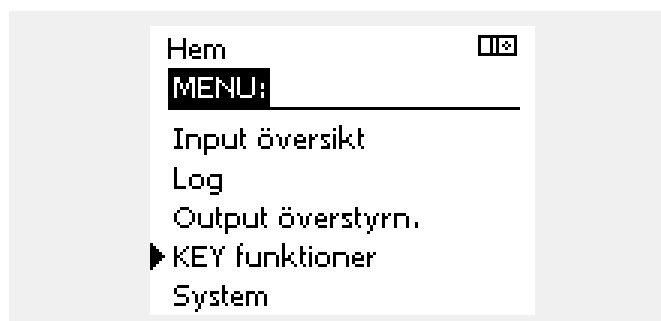 Hem
MENU:
Input översikt
Log
Output överstyrn.
KEY funktioner
System